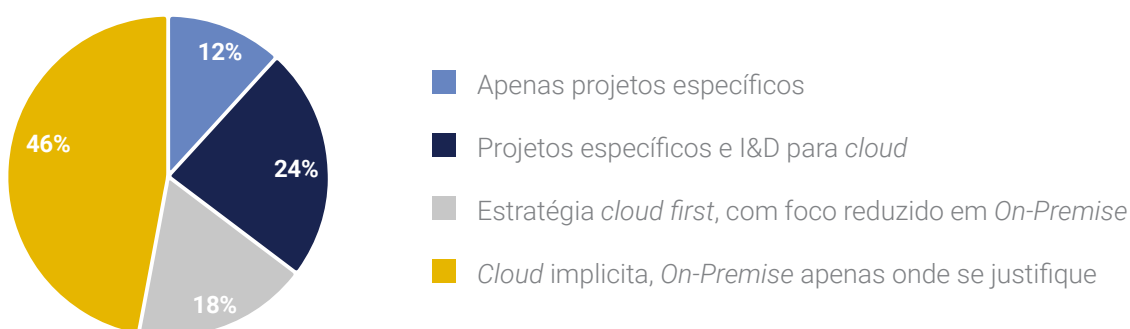 12%
24%
18%
46%
Apenas projetos específicos
Projetos específicos e I&D para cloud
Estratégia cloud first, com foco reduzido em On-Premise
Cloud implicita, On-Premise apenas onde se justifique